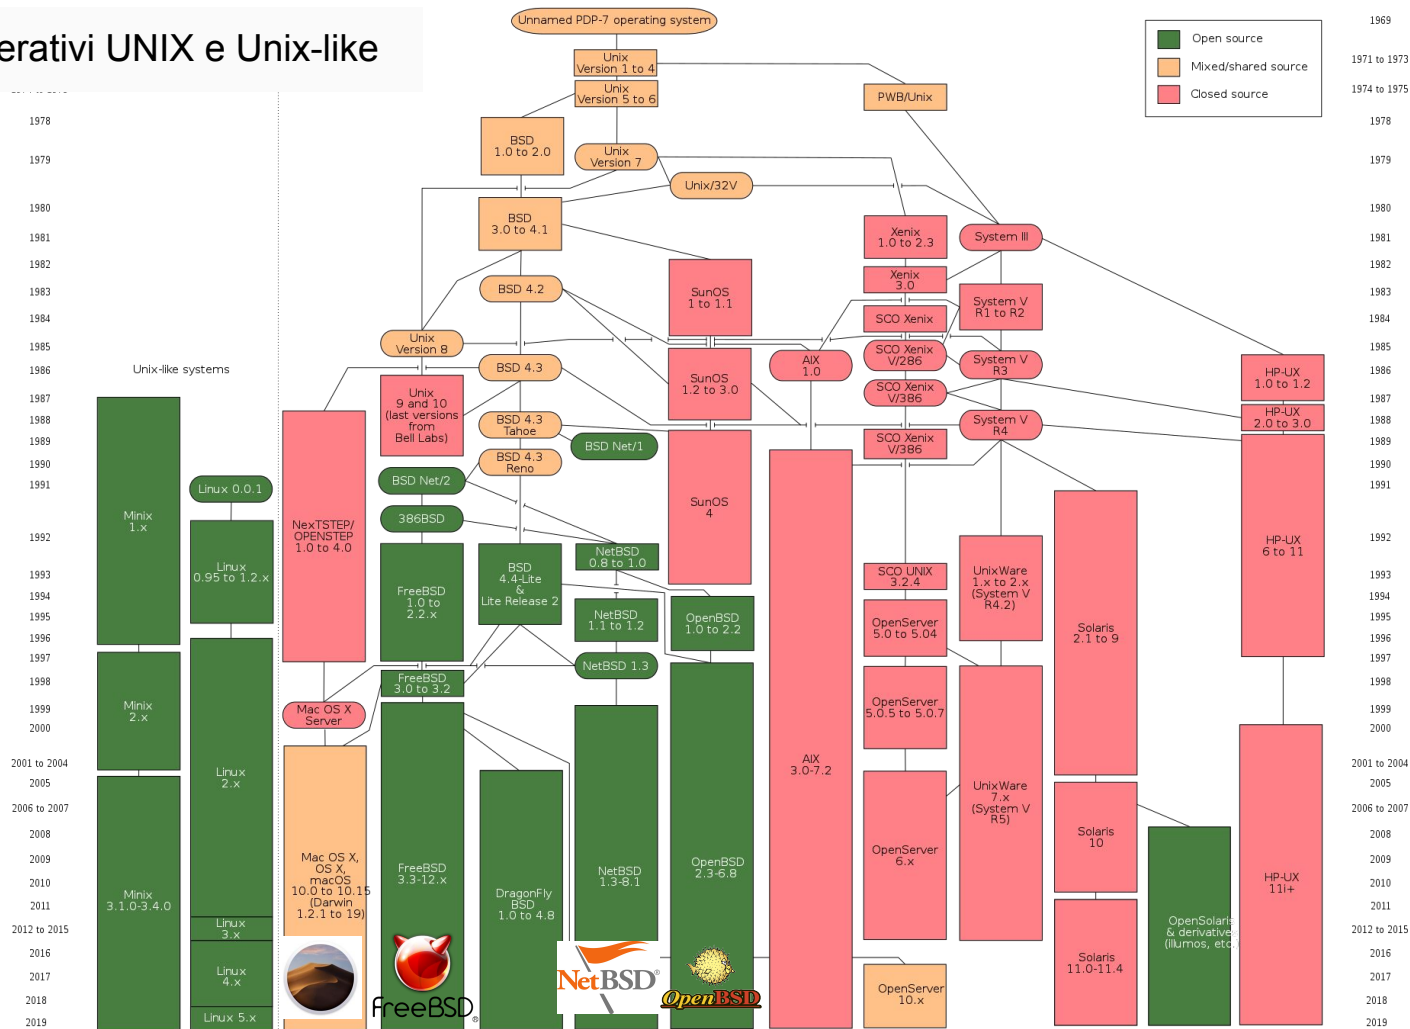 erativi UNIX e Unix-like
Unnamed PDP-7 operating system
Open source
Mixed/shared source
Closed source
1969
1971 to 1973
1974 to 1975
1978
1979
1980
1981
1982
1983
1984
1985
1986
1987
1988
1989
1990
1991
1992
1993
1994
1995
1996
1997
1998
1999
2000
2001 to 2004
2005
2006 to 2007
2008
2009
2010
2011
2012 to 2015
2016
2017
2018
2019
1978
1979
1980
1981
1982
1983
1984
1985
1986
1987
1988
1989
1990
1991
1992
1993
1994
1995
1996
1997
1998
1999
2000
2001 to 2004
2005
2006 to 2007
2008
2009
2010
2011
2012 to 2015
2016
2017
2018
2019
Unix-like systems
Minix
1.x
Minix
2.x
Minix
3.1.0-3.4.0
Linux 0.0.1
Linux
0.95 to 1.2.x
Linux
2.x
Linux
3.x
Linux
4.x
Linux 5.x
NexTSTEP/
OPENSTEP
1.0 to 4.0
Mac OS X
Server
Mac OS X,
OS X,
macOS
10.0 to 10.15
(Darwin
1.2.1 to 19)
Unix
Version 8
Unix
9 and 10
(last versions
from
Bell Labs)
BSD Net/2
386BSD
FreeBSD
1.0 to
2.2.x
FreeBSD
3.0 to 3.2
FreeBSD
3.3-12.x
FreeBSD®
BSD
1.0 to 2.0
BSD
3.0 to 4.1
BSD 4.2
BSD 4.3
BSD 4.3
Tahoe
BSD 4.3
Reno
BSD
4.4-Lite
&
Lite Release 2
DragonFly
BSD
1.0 to 4.8
Unix
Version 1 to 4
Unix
Version 5 to 6
Unix
Version 7
Unix/32V
BSD Net/1
NetBSD
0.8 to 1.0
NetBSD
1.1 to 1.2
NetBSD 1.3
NetBSD
1.3-8.1
NetBSD®
SunOS
1 to 1.1
SunOS
1.2 to 3.0
SunOS
4
OpenBSD
1.0 to 2.2
OpenBSD
2.3-6.8
OpenBSD
AIX
1.0
AIX
3.0-7.2
PWB/Unix
Xenix
1.0 to 2.3
Xenix
3.0
SCO Xenix
SCO Xenix
V/286
SCO Xenix
V/386
SCO Xenix
V/386
SCO UNIX
3.2.4
OpenServer
5.0 to 5.04
OpenServer
5.0.5 to 5.0.7
OpenServer
6.x
OpenServer
10.x
System III
System V
R1 to R2
System V
R3
System V
R4
UnixWare
1.x to 2.x
(System V
R4.2)
UnixWare
7.x
(System V
R5)
Solaris
2.1 to 9
Solaris
10
Solaris
11.0-11.4
OpenSolaris
& derivatives
(illumos, etc.)
HP-UX
1.0 to 1.2
HP-UX
2.0 to 3.0
HP-UX
6 to 11
HP-UX
11i+